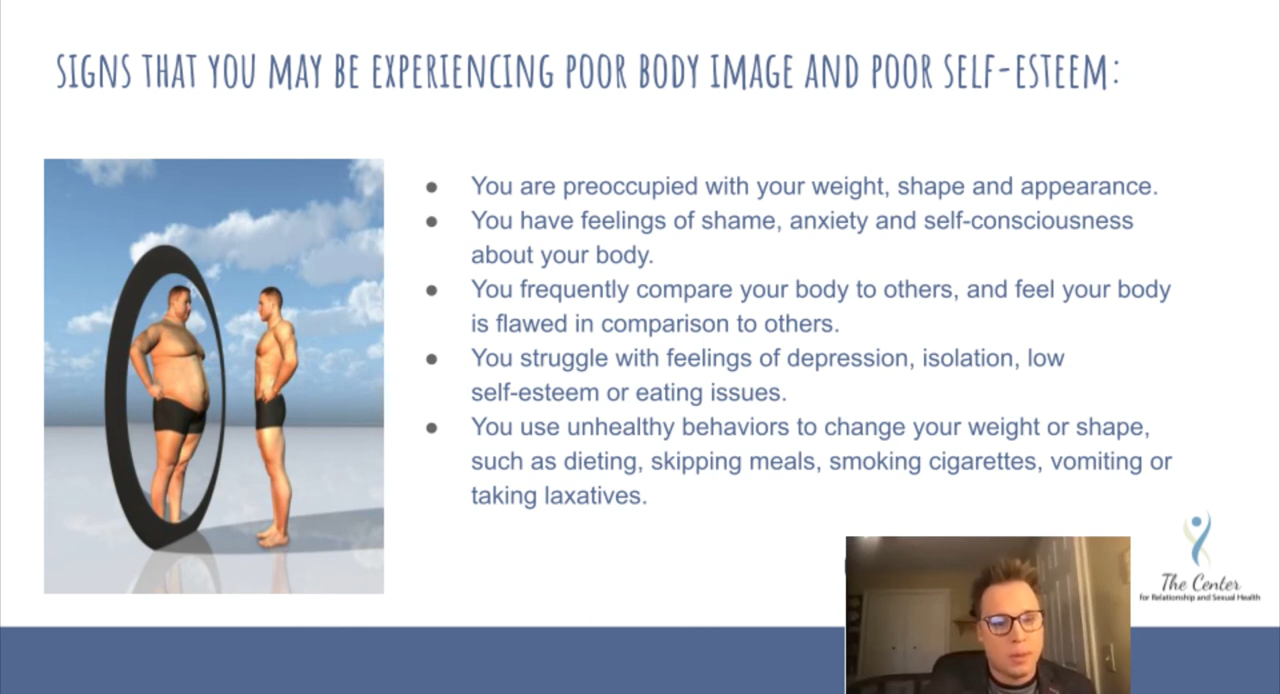 SIGNS THAT YOU MAY BE EXPERIENCING POOR BODY IMAGE AND POOR SELF-ESTEEM:
● You are preoccupied with your weight, shape and appearance.
● You have feelings of shame, anxiety and self-consciousness
about your body.
● You frequently compare your body to others, and feel your body
is flawed in comparison to others.
● You struggle with feelings of depression, isolation, low
self-esteem or eating issues.
● You use unhealthy behaviors to change your weight or shape,
such as dieting, skipping meals, smoking cigarettes, vomiting or
taking laxatives.
The Center
for Relationship and Sexual Health